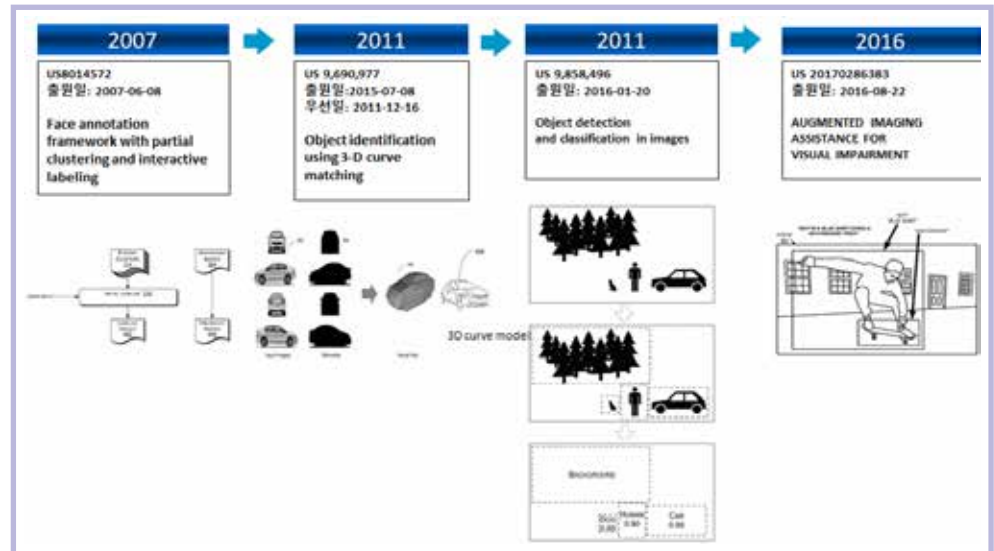 2007
US8014572
출원일: 2007-06-08
Face annotation
framework with partial
clustering and interactive
labeling
2011
US 9,690,977
출원일:2015-07-08
우선일: 2011-12-16
Object identification
using 3-D curve
matching
2011
US 9,858,496
출원일: 2016-01-20
Object detection
and classification in images
2016
US 20170286383
출원일: 2016-08-22
AUGMENTED IMAGING
ASSISTANCE FOR
VISUAL IMPAIRMENT
3D curve model
BACKGROUND
HUMAN
0.90
CAR